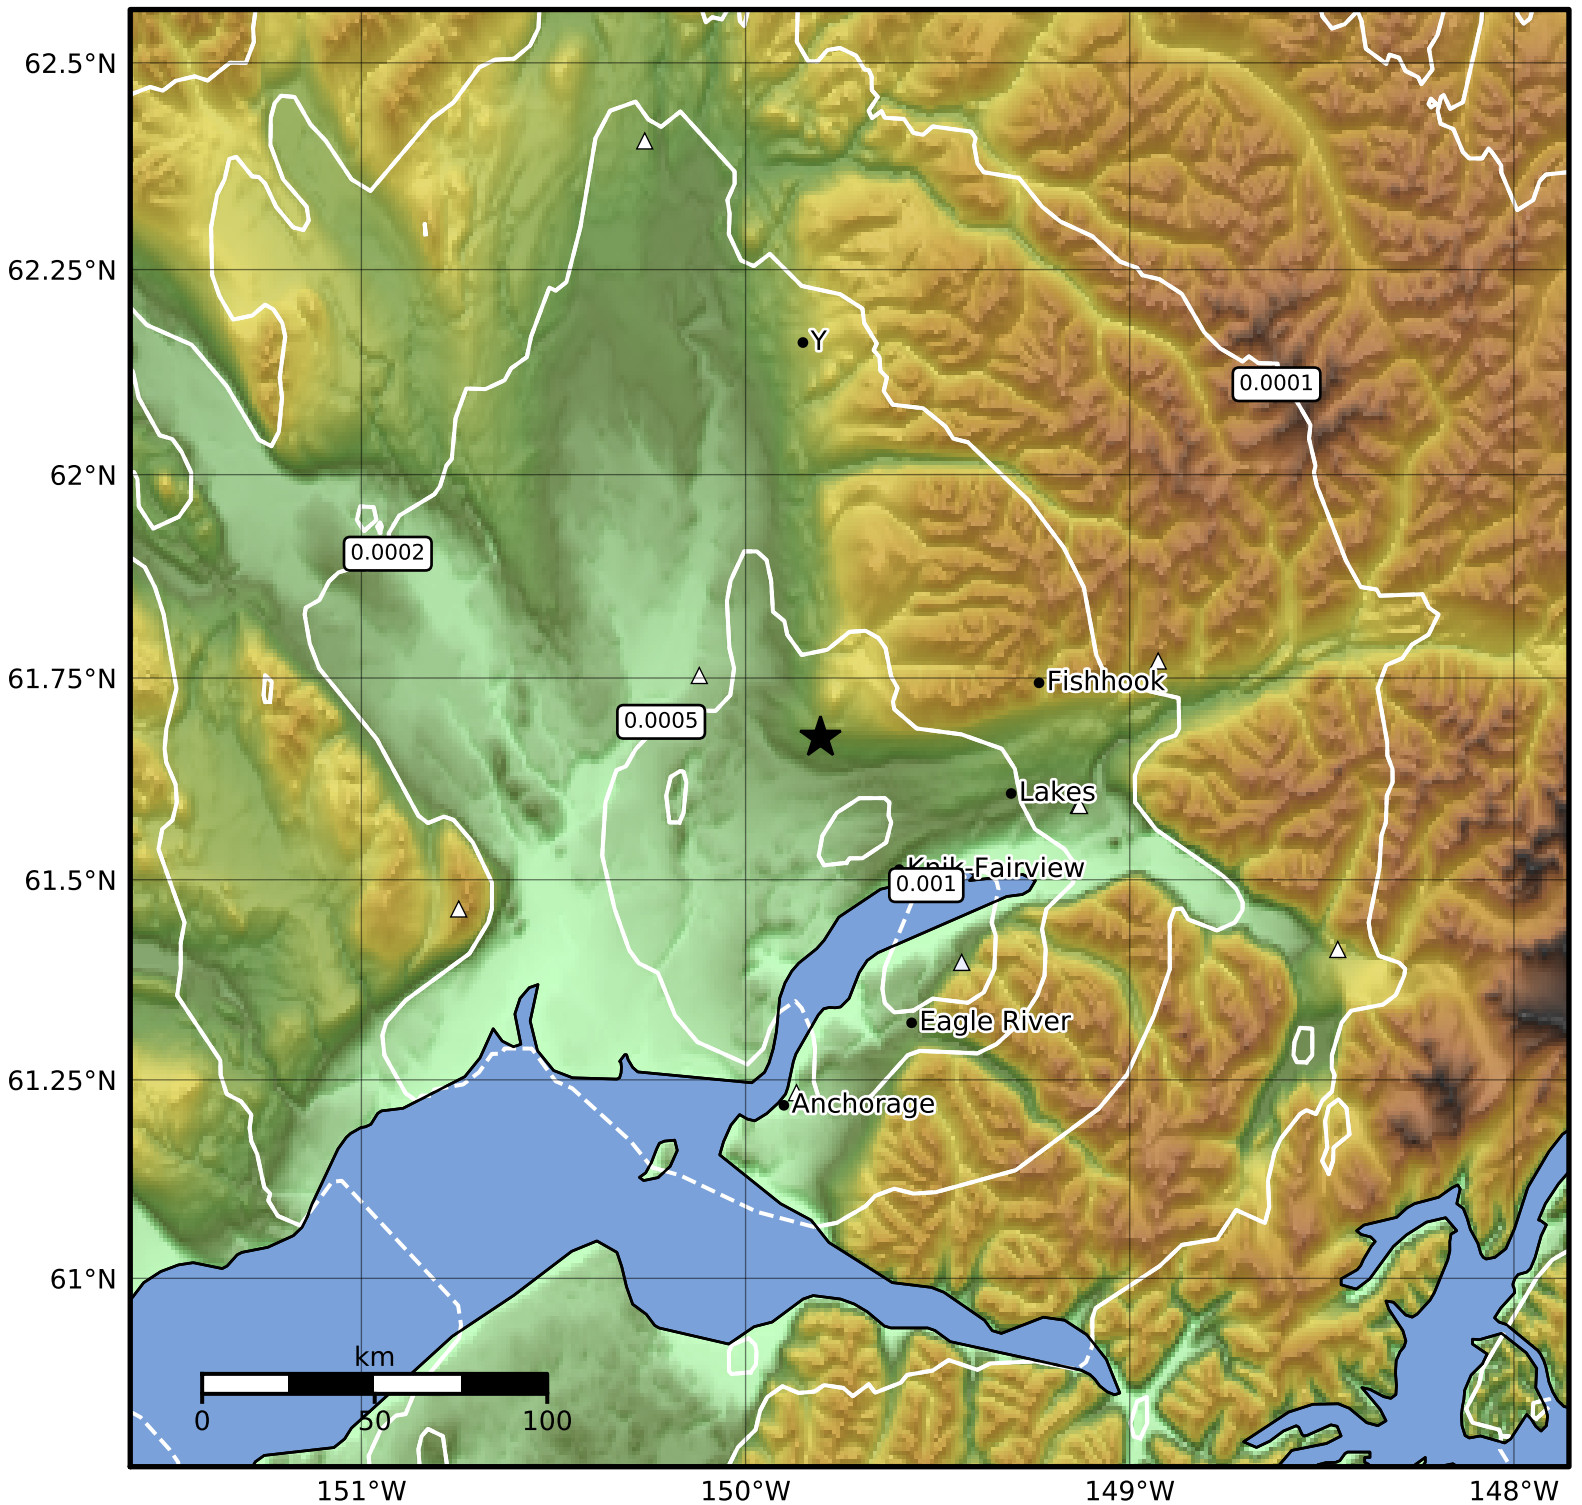 62.5°N
62.25°N
62°N
61.75°N
61.5°N
61.25°N
61°N
Y
0.0001
0.0002
Fishhook
0.0005
Lakes
Knik-Fairview
0.001
Eagle River
Anchorage
km
0 50 100
151°W 150°W 149°W 148°W